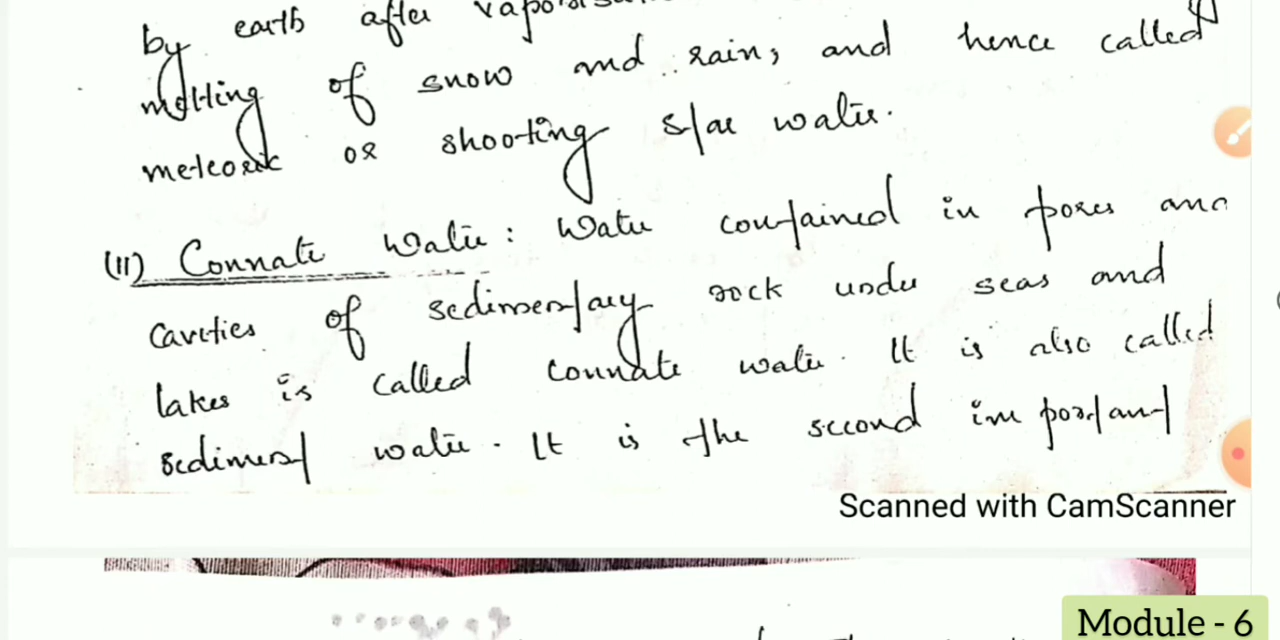 by earth after
melting of snow and rain, and hence called
meteoric or shooting star water.
(II) Connate Water: Water contained in pores and
cavities of sedimentary rock under seas and
lakes is called connate water. It is also called
sediment water. It is the second important
Scanned with CamScanner
Module - 6